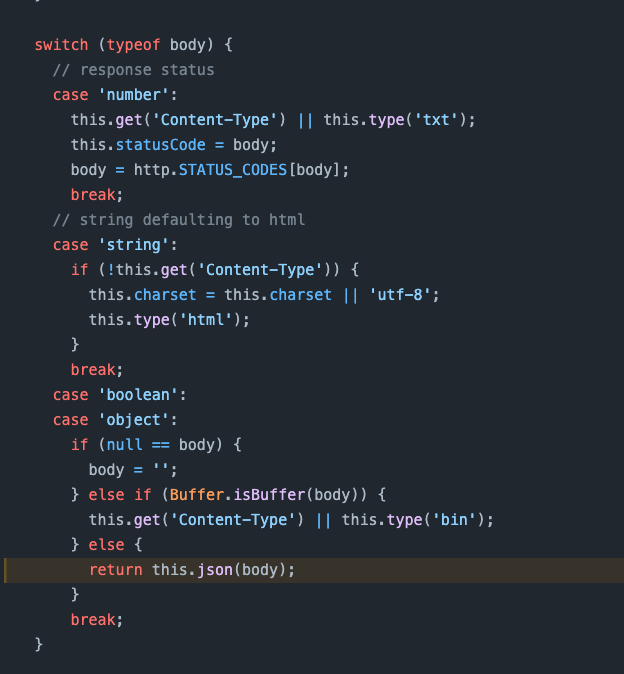 switch (typeof body) {
  // response status
  case 'number':
    this.get('Content-Type') || this.type('txt');
    this.statusCode = body;
    body = http.STATUS_CODES[body];
    break;
  // string defaulting to html
  case 'string':
    if (!this.get('Content-Type')) {
      this.charset = this.charset || 'utf-8';
      this.type('html');
    }
    break;
  case 'boolean':
  case 'object':
    if (null == body) {
      body = '';
    } else if (Buffer.isBuffer(body)) {
      this.get('Content-Type') || this.type('bin');
    } else {
      return this.json(body);
    }
    break;
}